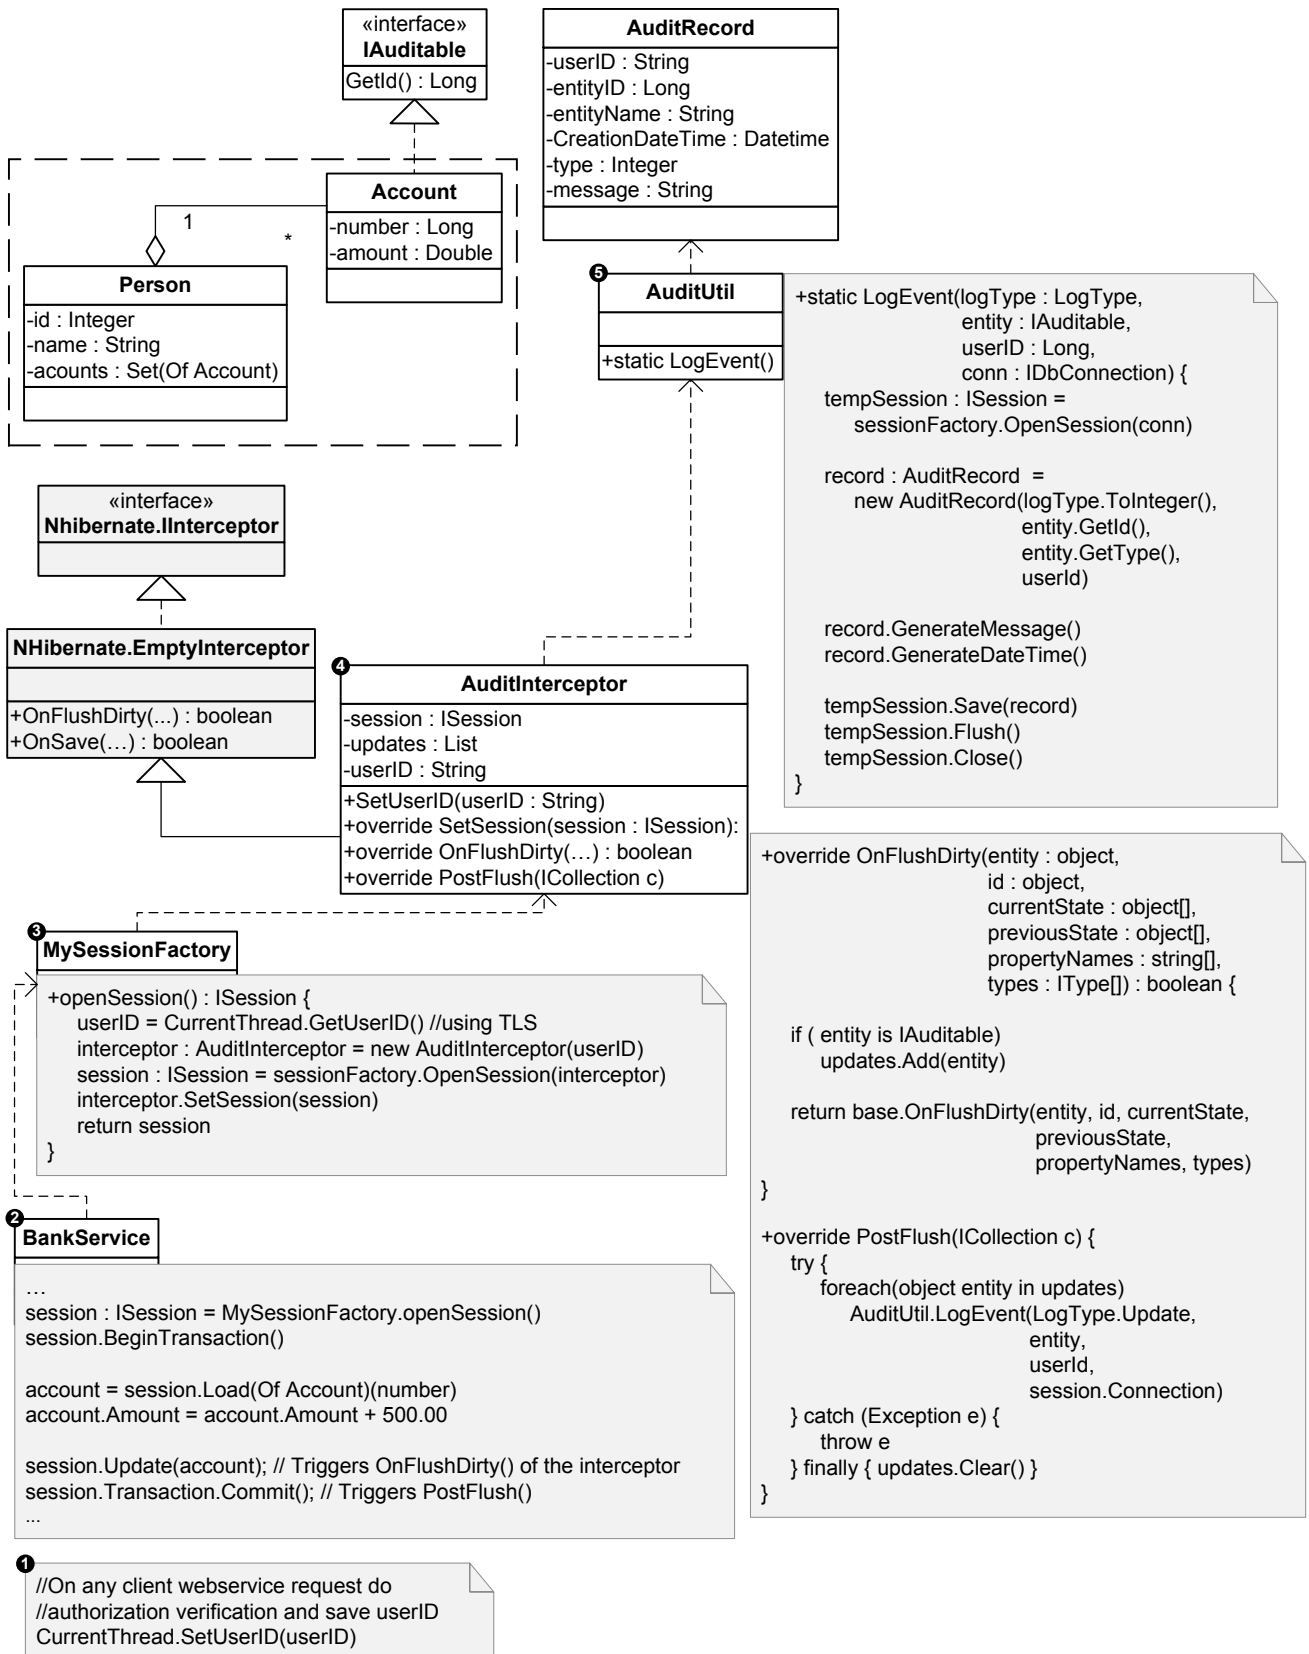 «interface»
IAuditable
GetId() : Long
AuditRecord
-userID : String
-entityID : Long
-entityName : String
-CreationDateTime : Datetime
-type : Integer
-message : String
Account
-number : Long
-amount : Double
1
*
Person
-id : Integer
-name : String
-acounts : Set(Of Account)
5
AuditUtil
+static LogEvent()
+static LogEvent(logType : LogType,
entity : IAuditable,
userID : Long,
conn : IDbConnection) {
tempSession : ISession =
sessionFactory.OpenSession(conn)
record : AuditRecord =
new AuditRecord(logType.ToInteger(),
entity.GetId(),
entity.GetType(),
userId)
record.GenerateMessage()
record.GenerateDateTime()
tempSession.Save(record)
tempSession.Flush()
tempSession.Close()
}
«interface»
Nhibernate.IInterceptor
NHibernate.EmptyInterceptor
+OnFlushDirty(...) : boolean
+OnSave(…) : boolean
4
AuditInterceptor
-session : ISession
-updates : List
-userID : String
+SetUserID(userID : String)
+override SetSession(session : ISession):
+override OnFlushDirty(…) : boolean
+override PostFlush(ICollection c)
+override OnFlushDirty(entity : object,
id : object,
currentState : object[],
previousState : object[],
propertyNames : string[],
types : IType[]) : boolean {
if ( entity is IAuditable)
updates.Add(entity)
return base.OnFlushDirty(entity, id, currentState,
previousState,
propertyNames, types)
}
+override PostFlush(ICollection c) {
try {
foreach(object entity in updates)
AuditUtil.LogEvent(LogType.Update,
entity,
userId,
session.Connection)
} catch (Exception e) {
throw e
} finally { updates.Clear() }
}
3
MySessionFactory
+openSession() : ISession {
userID = CurrentThread.GetUserID() //using TLS
interceptor : AuditInterceptor = new AuditInterceptor(userID)
session : ISession = sessionFactory.OpenSession(interceptor)
interceptor.SetSession(session)
return session
}
2
BankService
…
session : ISession = MySessionFactory.openSession()
session.BeginTransaction()
account = session.Load(Of Account)(number)
account.Amount = account.Amount + 500.00
session.Update(account); // Triggers OnFlushDirty() of the interceptor
session.Transaction.Commit(); // Triggers PostFlush()
...
1
//On any client webservice request do
//authorization verification and save userID
CurrentThread.SetUserID(userID)